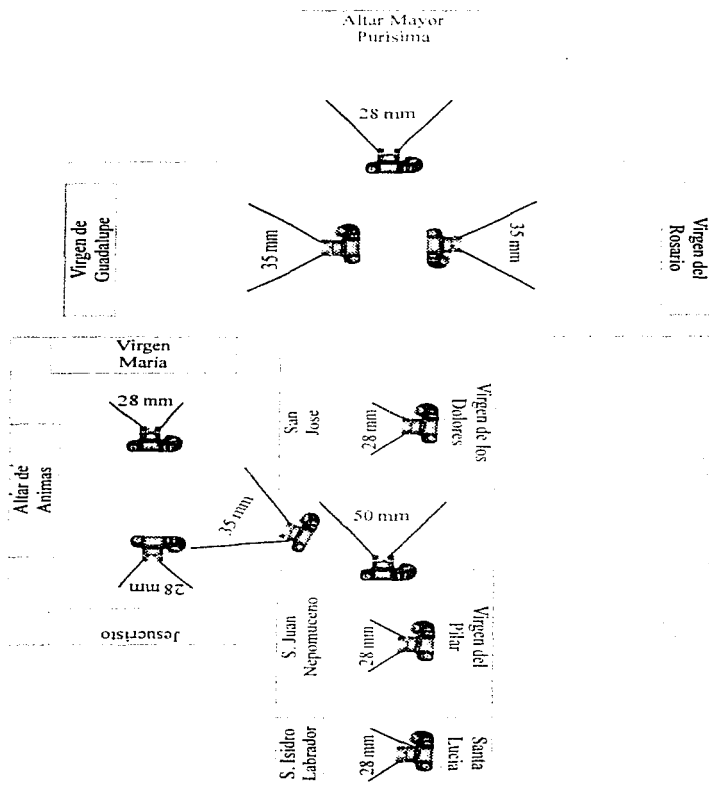 Altar Mayor
Purisima
28 mm
Virgen de
Guadalupe
35 mm
35 mm
Virgen del
Rosario
Virgen
María
28 mm
Altar de
Animas
San
Jose
28 mm
Virgen de los
Dolores
35 mm
50 mm
28 mm
Jesucristo
S. Juan
Nepomuceno
28 mm
Virgen del
Pilar
S. Isidro
Labrador
28 mm
Santa
Lucia